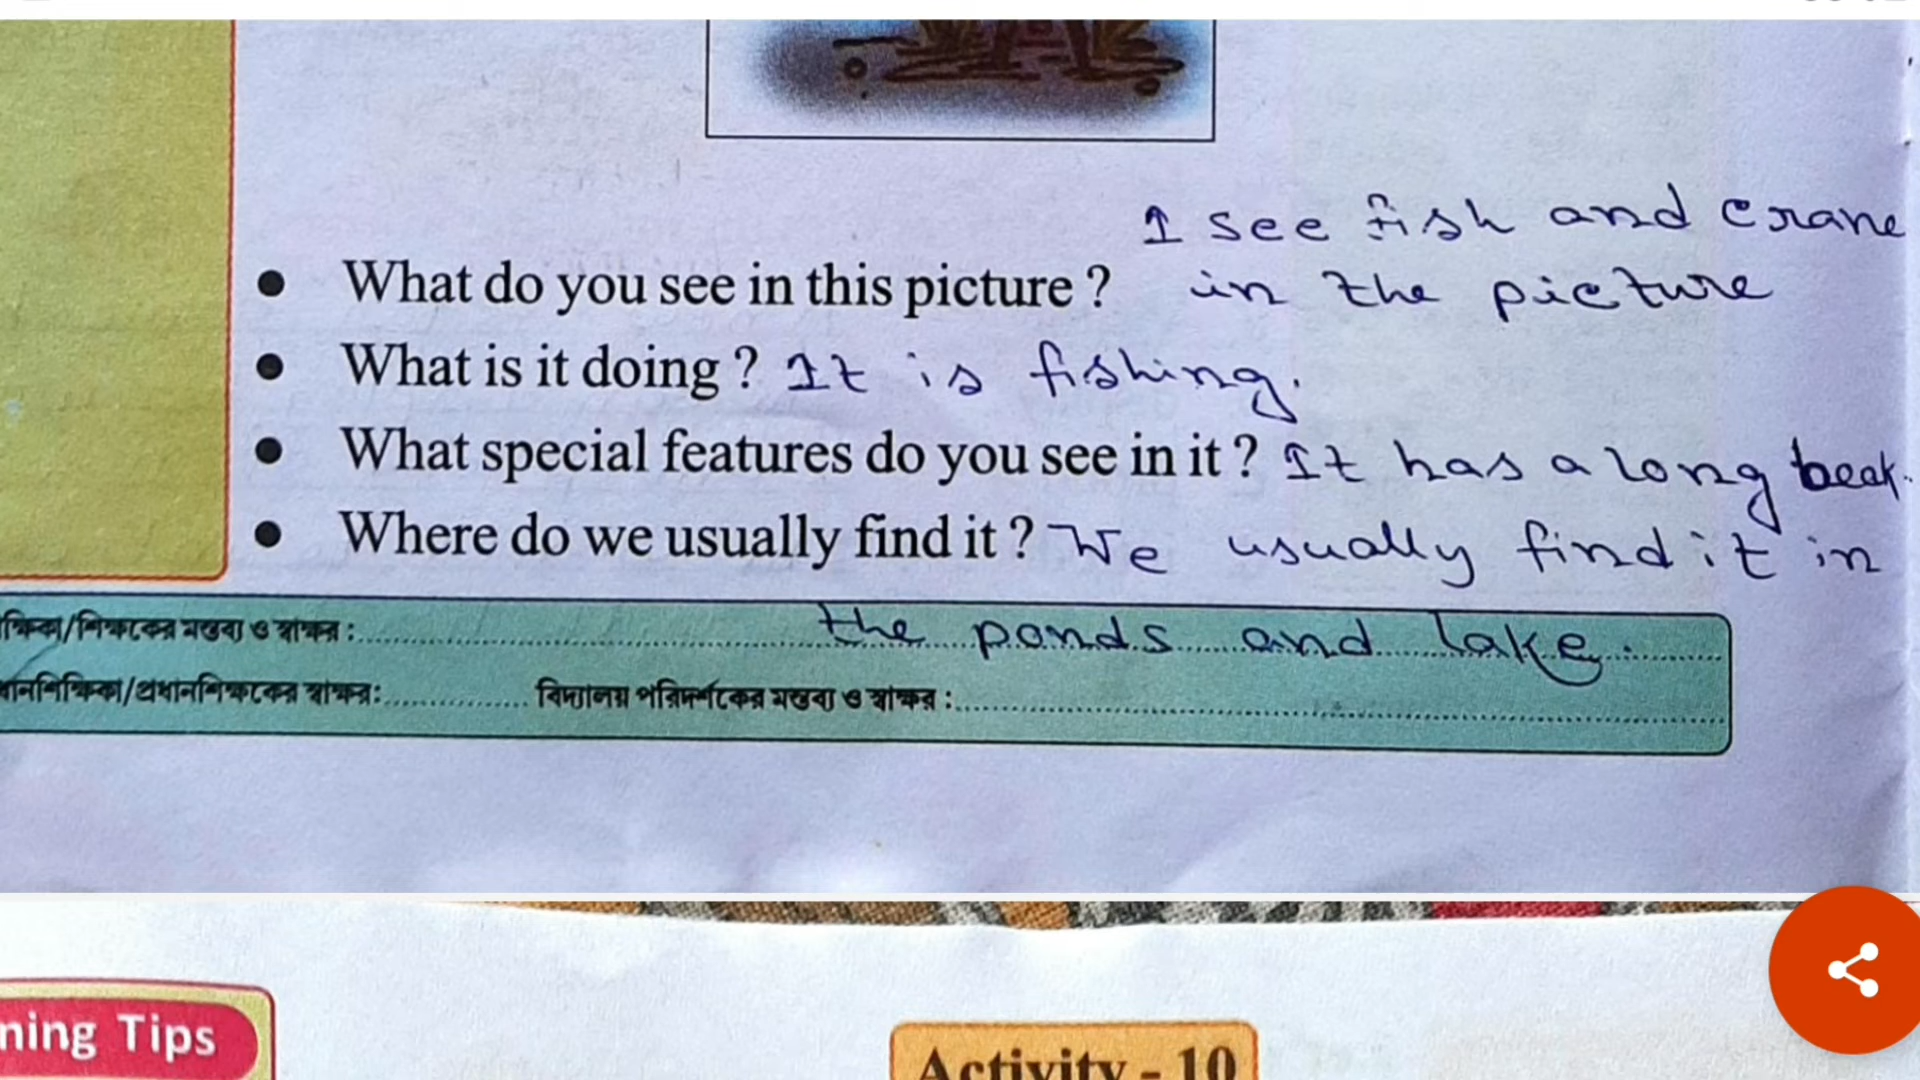 I see fish and crane
What do you see in this picture ? in the picture
What is it doing ? It is fishing.
What special features do you see in it ? It has a long beak.
Where do we usually find it ? We usually find it in
the ponds and lake.
ক্ষিকা/শিক্ষকের মন্তব্য ও স্বাক্ষর :
ধানশিক্ষিকা/প্রধানশিক্ষকের স্বাক্ষর: বিদ্যালয় পরিদর্শকের মন্তব্য ও স্বাক্ষর :
ning Tips
Activity - 10